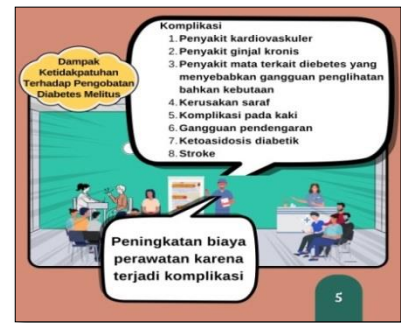 Dampak
Ketidakpatuhan
Terhadap Pengobatan
Diabetes Melitus
Komplikasi
1. Penyakit kardiovaskuler
2. Penyakit ginjal kronis
3. Penyakit mata terkait diabetes yang
menyebabkan gangguan penglihatan
bahkan kebutaan
4. Kerusakan saraf
5. Komplikasi pada kaki
6. Gangguan pendengaran
7. Ketoasidosis diabetik
8. Stroke
Peningkatan biaya
perawatan karena
terjadi komplikasi
5